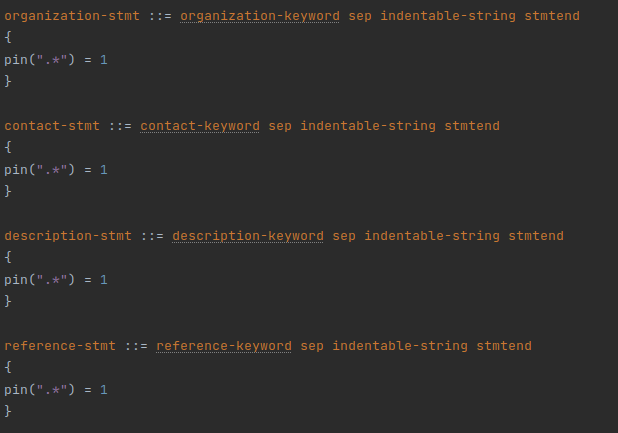 organization-stmt ::= organization-keyword sep indentable-string stmtend
{
pin(".*") = 1
}
contact-stmt ::= contact-keyword sep indentable-string stmtend
{
pin(".*") = 1
}
description-stmt ::= description-keyword sep indentable-string stmtend
{
pin(".*") = 1
}
reference-stmt ::= reference-keyword sep indentable-string stmtend
{
pin(".*") = 1
}